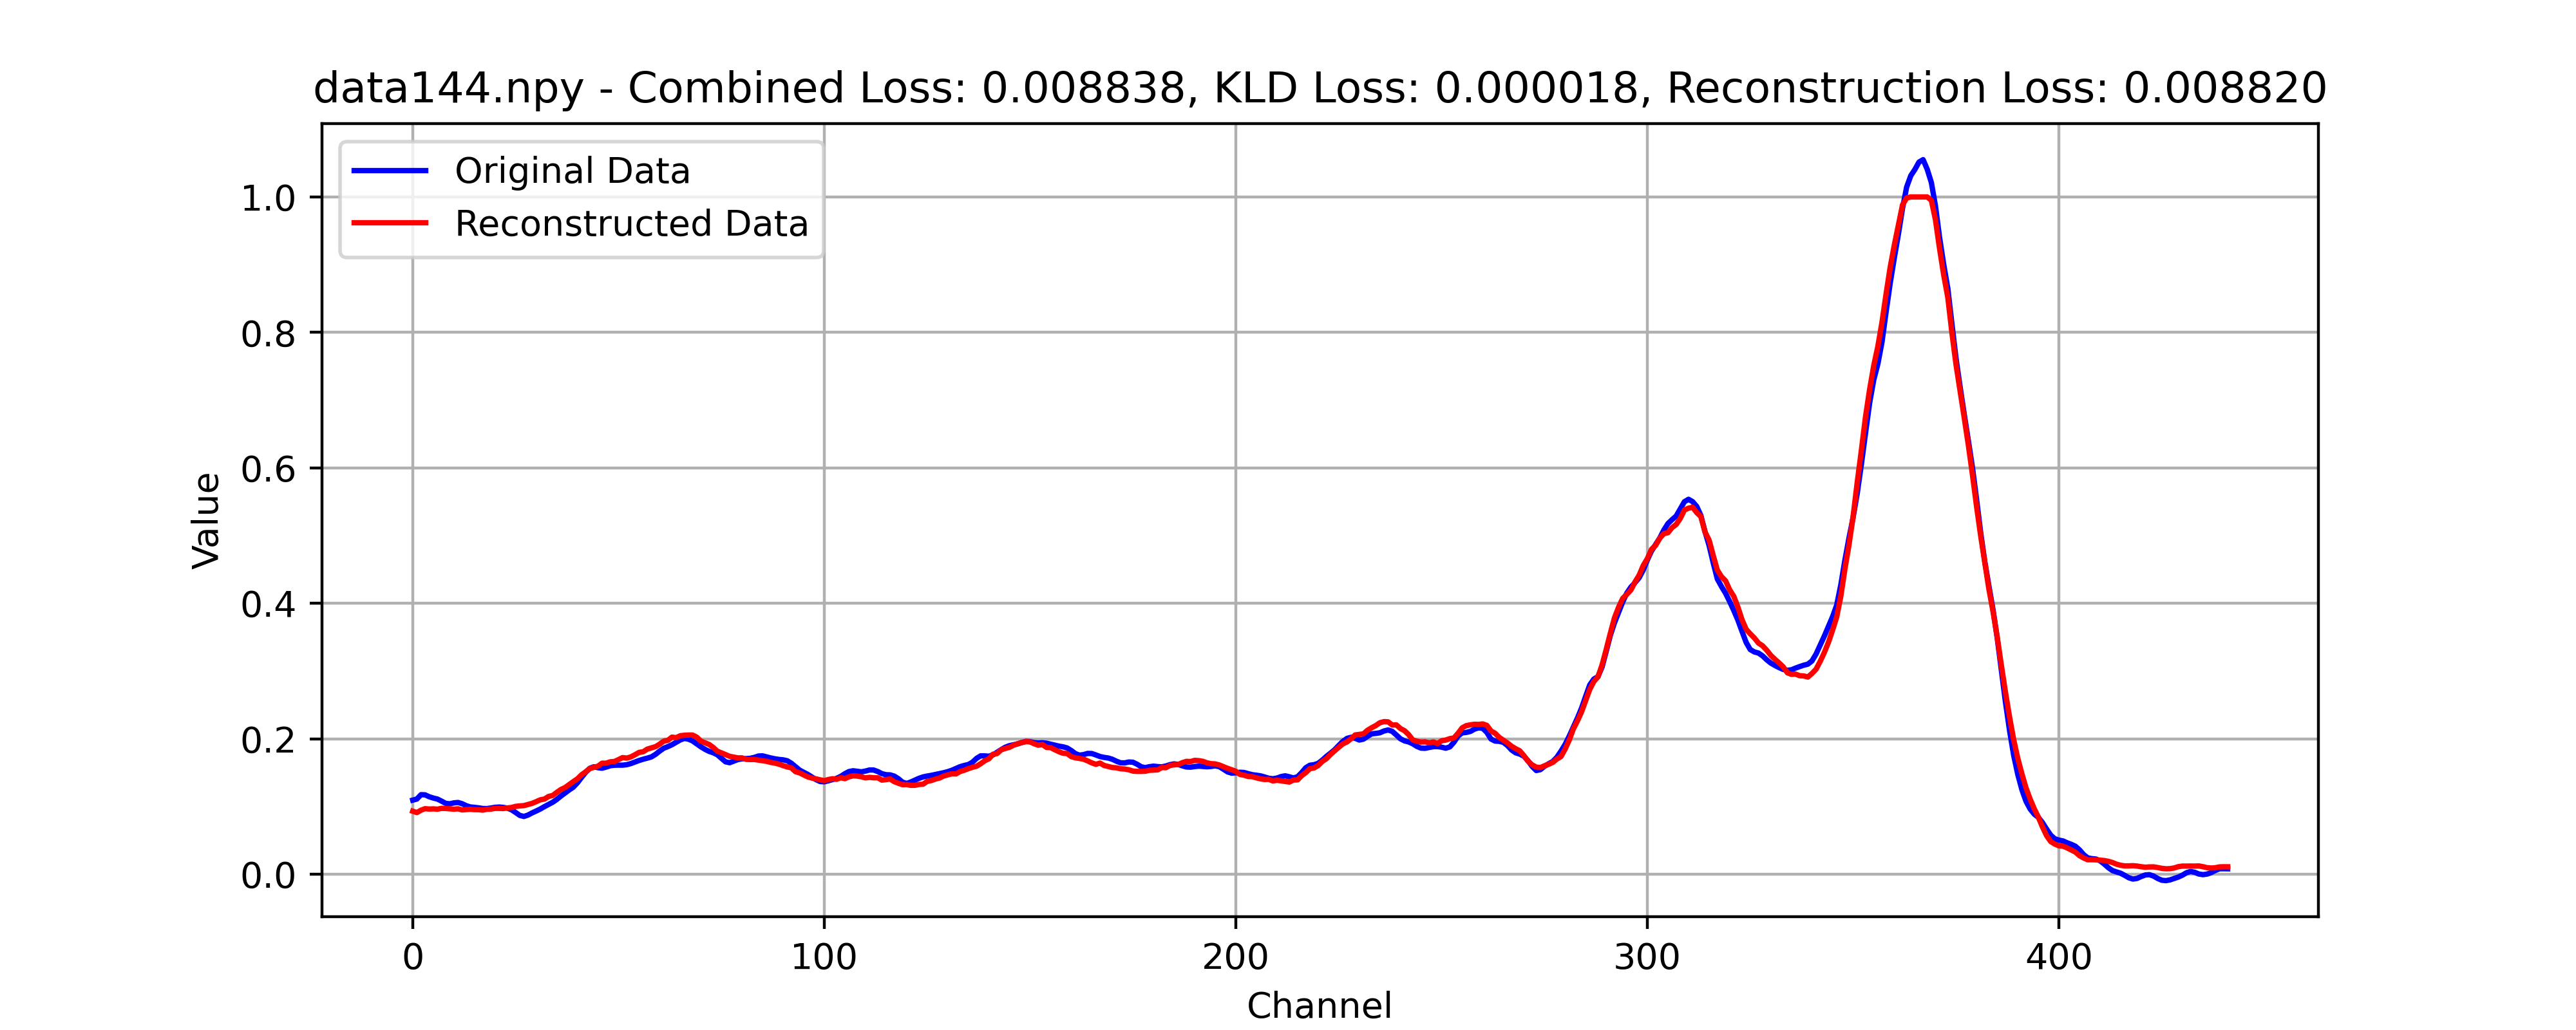 data144.npy - Combined Loss: 0.008838, KLD Loss: 0.000018, Reconstruction Loss: 0.008820
Original Data
Reconstructed Data
1.0
0.8
0.6
0.4
0.2
0.0
Value
0 100 200 300 400
Channel